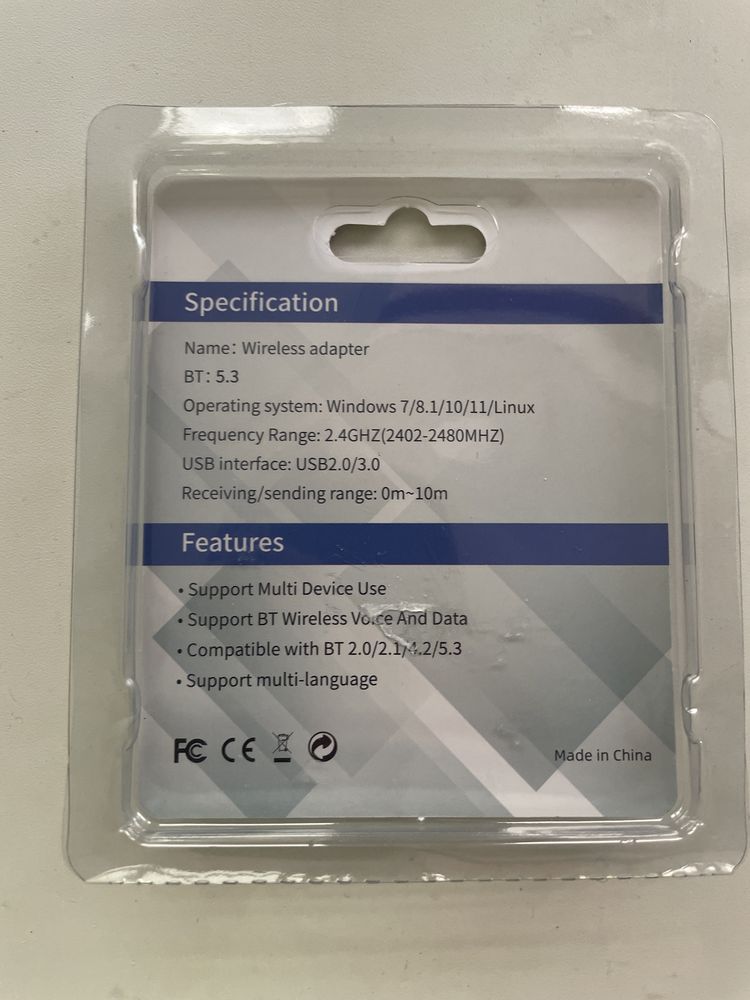 Specification
Name: Wireless adapter
BT: 5.3
Operating system: Windows 7/8.1/10/11/Linux
Frequency Range: 2.4GHZ(2402-2480MHZ)
USB interface: USB2.0/3.0
Receiving/sending range: 0m~10m
Features
• Support Multi Device Use
• Support BT Wireless Voice And Data
• Compatible with BT 2.0/2.1/4.2/5.3
• Support multi-language
FC CE
Made in China